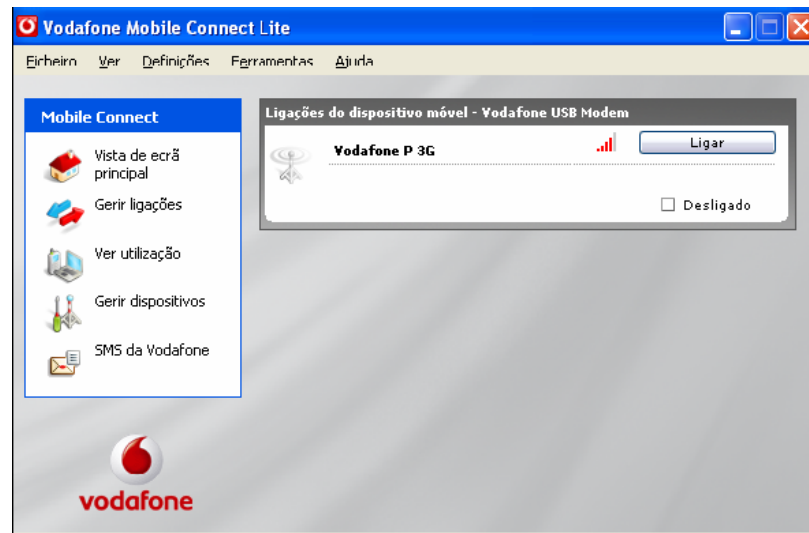 Vodafone Mobile Connect Lite
Ficheiro Ver Definições Ferramentas Ajuda
Mobile Connect
Vista de ecrã
principal
Gerir ligações
Ver utilização
Gerir dispositivos
SMS da Vodafone
Ligações do dispositivo móvel - Vodafone USB Modem
Vodafone P 3G
Ligar
Desligado
vodafone